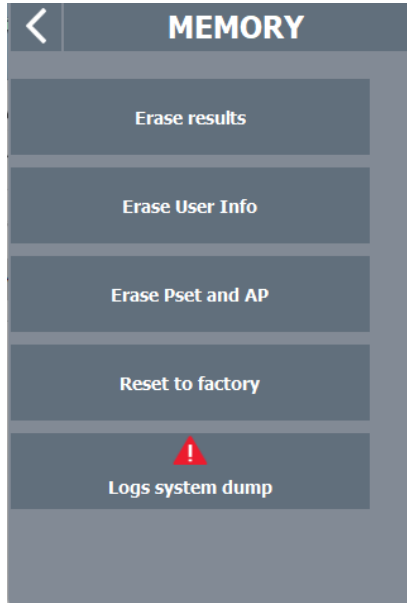 MEMORY
Erase results
Erase User Info
Erase Pset and AP
Reset to factory
Logs system dump